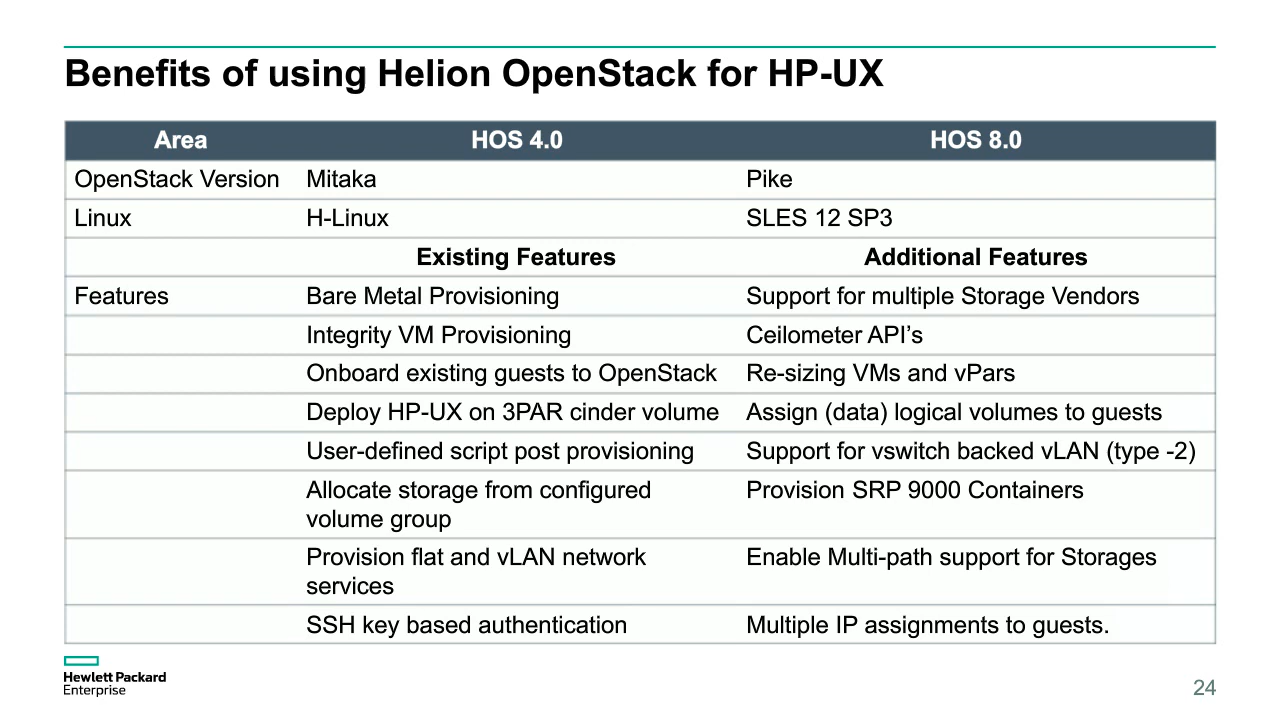 Benefits of using Helion OpenStack for HP-UX
Area HOS 4.0 HOS 8.0
OpenStack Version Mitaka Pike
Linux H-Linux SLES 12 SP3
Existing Features Additional Features
Features Bare Metal Provisioning Support for multiple Storage Vendors
Integrity VM Provisioning Ceilometer API’s
Onboard existing guests to OpenStack Re-sizing VMs and vPars
Deploy HP-UX on 3PAR cinder volume Assign (data) logical volumes to guests
User-defined script post provisioning Support for vswitch backed vLAN (type -2)
Allocate storage from configured Provision SRP 9000 Containers
volume group
Provision flat and vLAN network Enable Multi-path support for Storages
services
SSH key based authentication Multiple IP assignments to guests.
Hewlett Packard
Enterprise
24